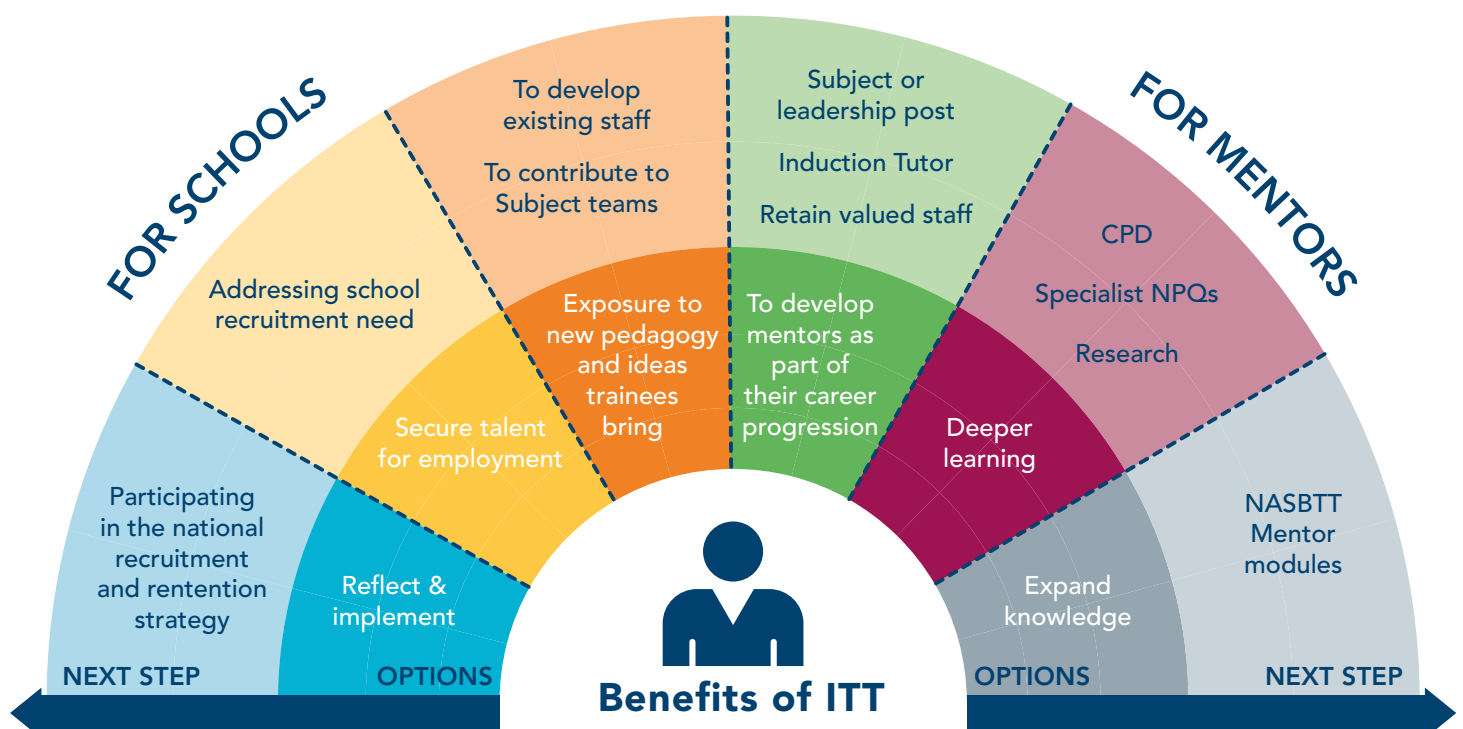 FOR SCHOOLS
FOR MENTORS
Participating
in the national
recruitment
and rentention
strategy
NEXT STEP
Reflect &
implement
OPTIONS
Addressing school
recruitment need
Secure talent
for employment
To develop
existing staff
To contribute to
Subject teams
Exposure to
new pedagogy
and ideas
trainees
bring
Subject or
leadership post
Induction Tutor
Retain valued staff
To develop
mentors as
part of
their career
progression
CPD
Specialist NPQs
Research
Deeper
learning
NASBTT
Mentor
modules
NEXT STEP
Expand
knowledge
OPTIONS
Benefits of ITT